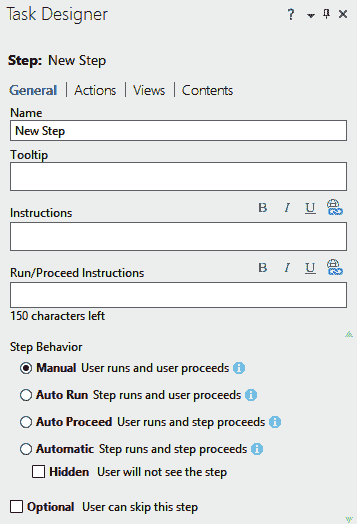 Task Designer ?
Step: New Step
General | Actions | Views | Contents
Name
New Step
Tooltip
Instructions B I U
Run/Proceed Instructions B I U
150 characters left
Step Behavior
Manual User runs and user proceeds i
Auto Run Step runs and user proceeds i
Auto Proceed User runs and step proceeds i
Automatic Step runs and step proceeds i
Hidden User will not see the step
Optional User can skip this step